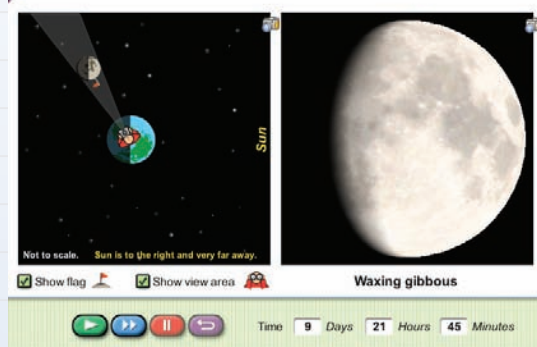 Sun
Not to scale. Sun is to the right and very far away.
Show flag Show view area Waxing gibbous
Time 9 Days 21 Hours 45 Minutes